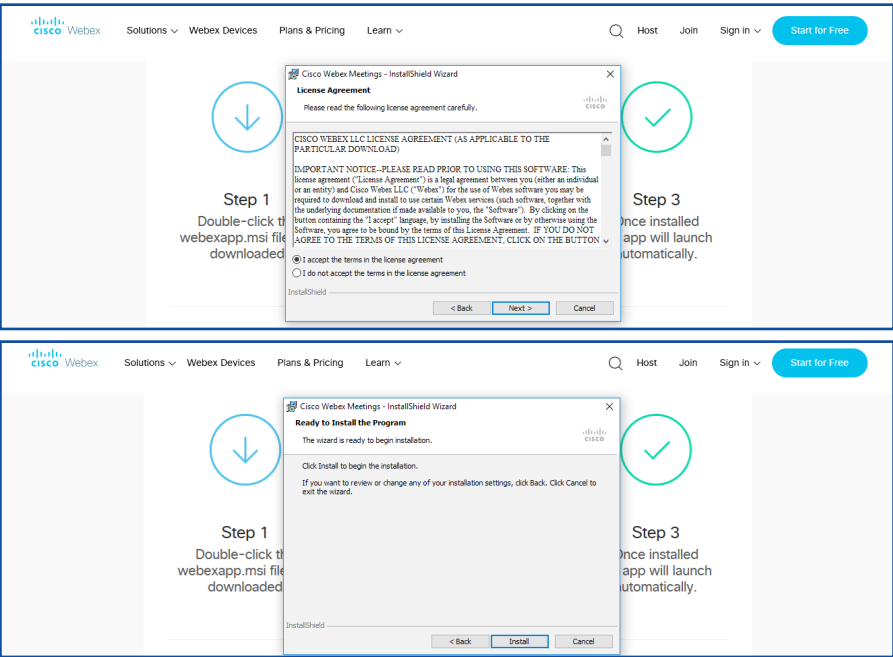 cisco Webex Solutions Webex Devices Plans & Pricing Learn Host Join Sign in Start for Free
Cisco Webex Meetings - InstallShield Wizard
License Agreement
Please read the following license agreement carefully.
CISCO
CISCO WEBEX LLC LICENSE AGREEMENT (AS APPLICABLE TO THE
PARTICULAR DOWNLOAD)
IMPORTANT NOTICE--PLEASE READ PRIOR TO USING THIS SOFTWARE: This
license agreement ("License Agreement") is a legal agreement between you (either an individual
or an entity) and Cisco Webex LLC ("Webex") for the use of Webex software you may be
required to download and install to use certain Webex services (such software, together with
the underlying documentation if made available to you, the "Software"). By clicking on the
button containing the "I accept" language, by installing the Software or by otherwise using the
Software, you agree to be bound by the terms of this License Agreement. IF YOU DO NOT
AGREE TO THE TERMS OF THIS LICENSE AGREEMENT, CLICK ON THE BUTTON
I accept the terms in the license agreement
I do not accept the terms in the license agreement
InstallShield
< Back Next > Cancel
Step 1
Double-click
webexapp.msi
downloaded
Step 3
installed
app will launch
cisco Webex Solutions Webex Devices Plans & Pricing Learn Host Join Sign in Start for Free
Cisco Webex Meetings - InstallShield Wizard
Ready to Install the Program
The wizard is ready to begin installation.
CISCO
Click Install to begin the installation.
If you want to review or change any of your installation settings, click Back. Click Cancel to
exit the wizard.
InstallShield
< Back Install Cancel
Step 1
Double-click
webexapp.msi
downloaded
Step 3
Once installed
app will launch